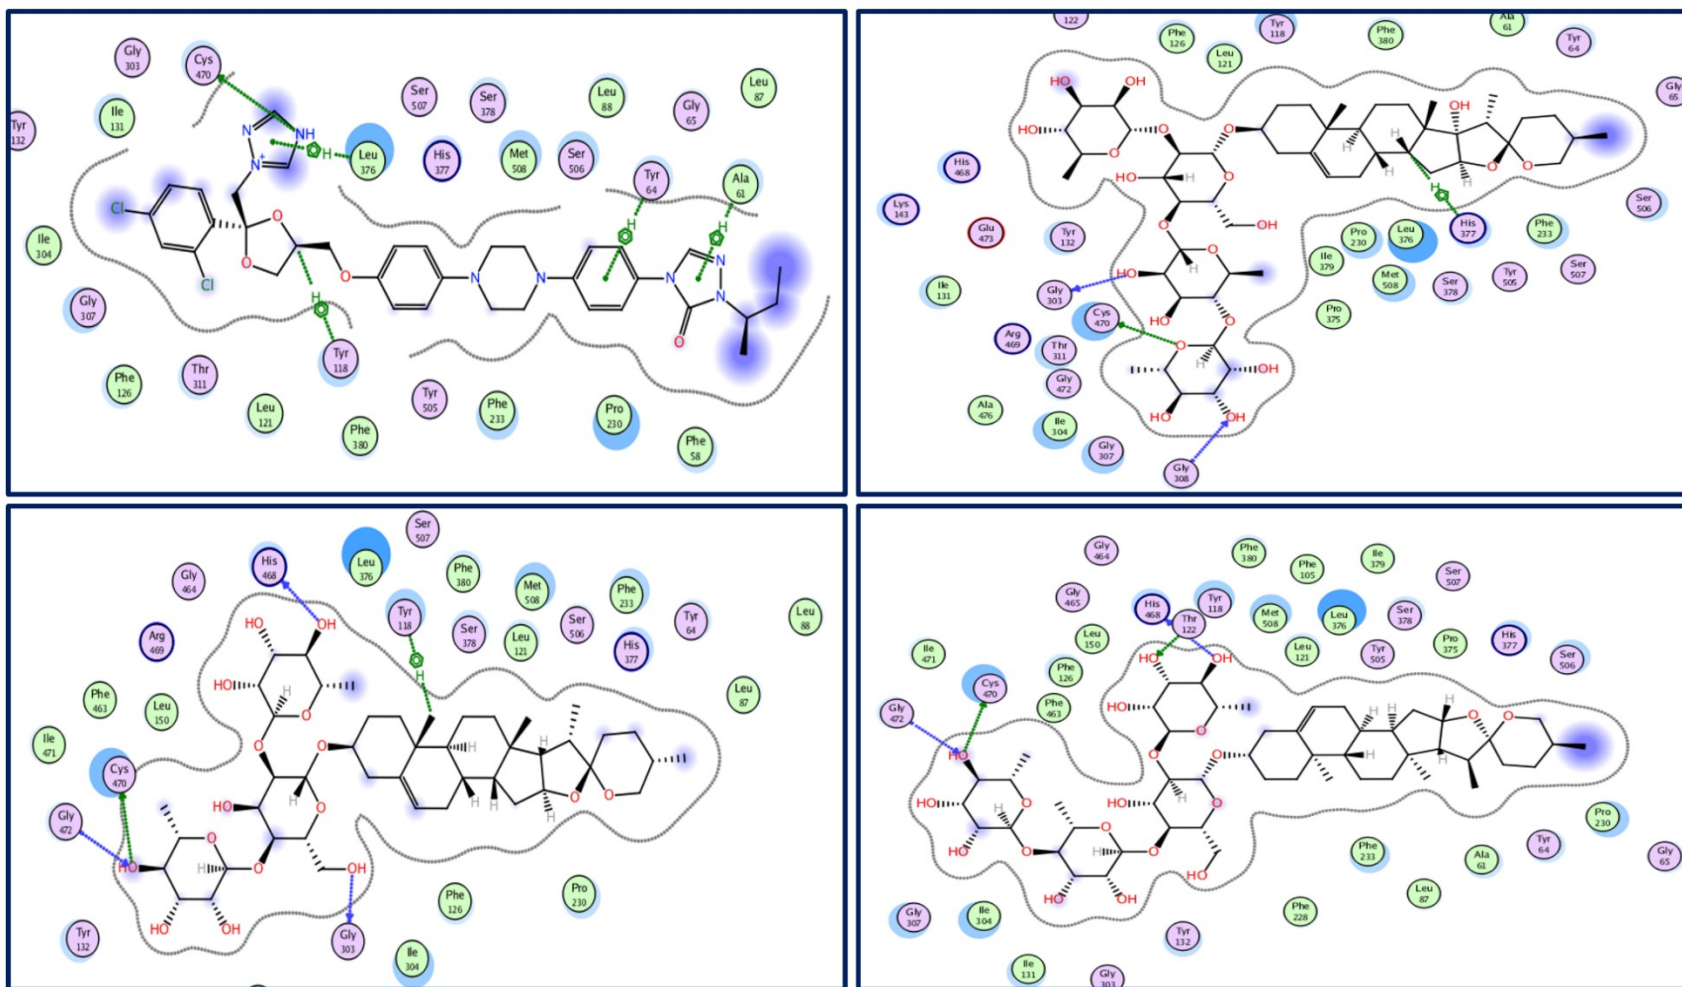 Gly
303
Cys
470
Tyr
132
Ile
131
Ser
507
Ser
378
Leu
88
Gly
65
Leu
87
N
NH
N+
H
Leu
376
His
377
Met
508
Ser
506
Tyr
64
Ala
61
Cl
Cl
O
O
O
H
H
H
N
N
N
N
N
O
Ile
304
Gly
307
Phe
126
Thr
311
Leu
121
Phe
380
Tyr
118
Tyr
505
Phe
233
Pro
230
Phe
58
122
Phe
126
Leu
121
Tyr
118
Phe
380
Ala
61
Tyr
64
Gly
65
HO
OH
HO
O
O
O
O
OH
O
O
H
H
H
H
HO
H
O
OH
O
His
468
Lys
143
Glu
473
Tyr
132
Ile
131
Gly
303
Cys
470
Arg
469
Thr
311
Gly
472
Ala
476
Ile
304
Gly
307
Gly
308
HO
HO
O
H
O
O
H
OH
HO
OH
Ile
379
Pro
230
Leu
376
Met
508
Pro
375
Ser
378
His
377
Tyr
505
Phe
233
Ser
507
Ser
506
Ser
507
His
468
Leu
376
Gly
464
Phe
380
Met
508
Phe
233
Tyr
118
Ser
378
Leu
121
Ser
506
His
377
Tyr
64
Leu
88
Leu
87
Arg
469
Phe
463
Leu
150
Ile
471
Cys
470
Gly
472
HO
OH
HO
H
O
O
O
H
H
H
H
H
O
O
HO
H
O
O
H
O
HO
HO
OH
OH
Tyr
132
Gly
303
Ile
304
Phe
126
Pro
230
Gly
464
Gly
465
His
468
Tyr
118
Thr
122
Phe
380
Phe
105
Ile
379
Met
508
Leu
376
Ser
378
Ser
507
Leu
121
Tyr
505
Pro
375
His
377
Ser
506
Ile
471
Leu
150
Phe
126
Phe
463
Cys
470
Gly
472
HO
OH
HO
O
O
O
H
H
H
H
H
O
O
HO
HO
HO
HO
O
H
O
O
H
O
HO
OH
HO
O
Gly
307
Ile
304
Ile
131
Gly
303
Tyr
132
Phe
228
Phe
233
Leu
87
Ala
61
Tyr
64
Pro
230
Gly
65